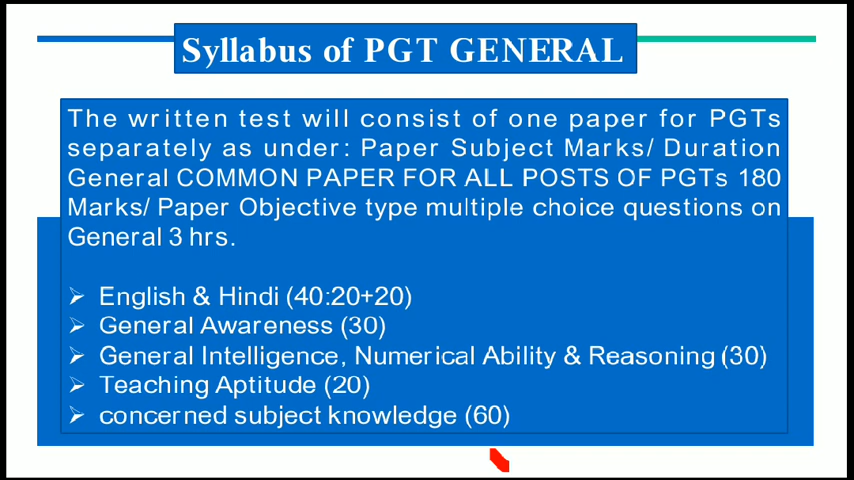 Syllabus of PGT GENERAL
The written test will consist of one paper for PGTs
separately as under: Paper Subject Marks/ Duration
General COMMON PAPER FOR ALL POSTS OF PGTs 180
Marks/ Paper Objective type multiple choice questions on
General 3 hrs.
➢ English & Hindi (40:20+20)
➢ General Awareness (30)
➢ General Intelligence, Numerical Ability & Reasoning (30)
➢ Teaching Aptitude (20)
➢ concerned subject knowledge (60)